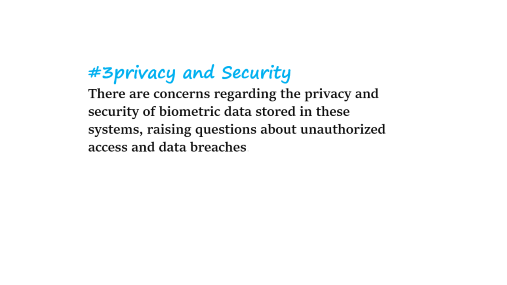 #3privacy and Security
There are concerns regarding the privacy and
security of biometric data stored in these
systems, raising questions about unauthorized
access and data breaches